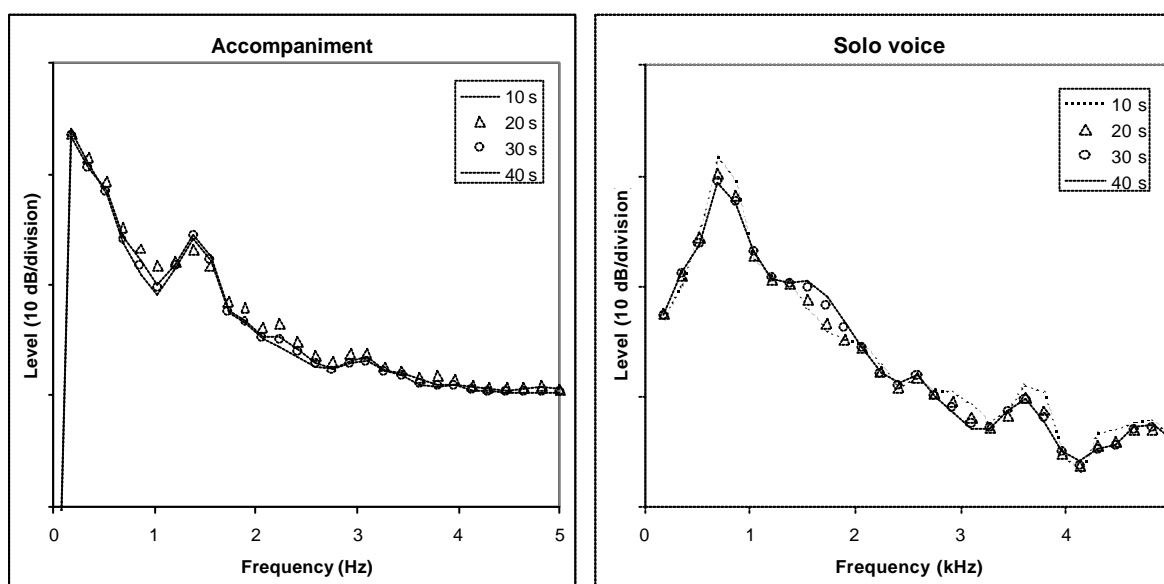 Accompaniment
10 s
20 s
30 s
40 s
Level (10 dB/division)
0 1 2 3 4 5
Frequency (Hz)
Solo voice
10 s
20 s
30 s
40 s
Level (10 dB/division)
0 1 2 3 4
Frequency (kHz)